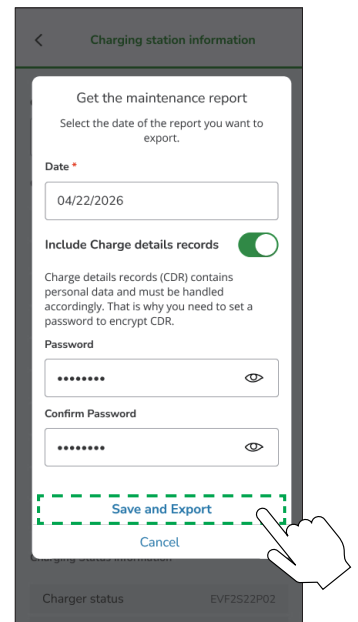 Charging station information
Get the maintenance report
Select the date of the report you want to
export.
Date *
04/22/2026
Include Charge details records
Charge details records (CDR) contains
personal data and must be handled
accordingly. That is why you need to set a
password to encrypt CDR.
Password
••••••••
Confirm Password
••••••••
Save and Export
Cancel
Charging Status Information
Charger status EVF2S22P02